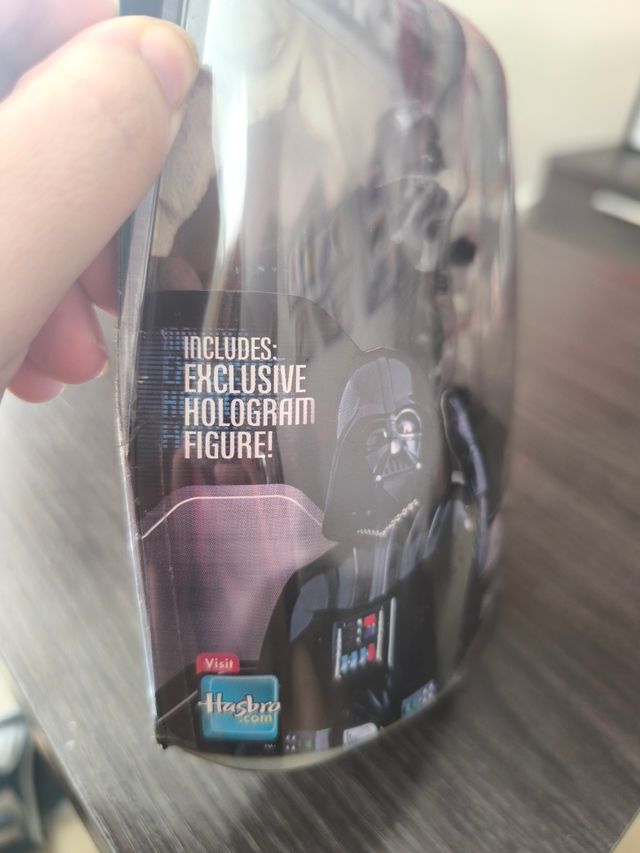 INCLUDES:
EXCLUSIVE
HOLOGRAM
FIGURE!
Visit
Hasbro
.com